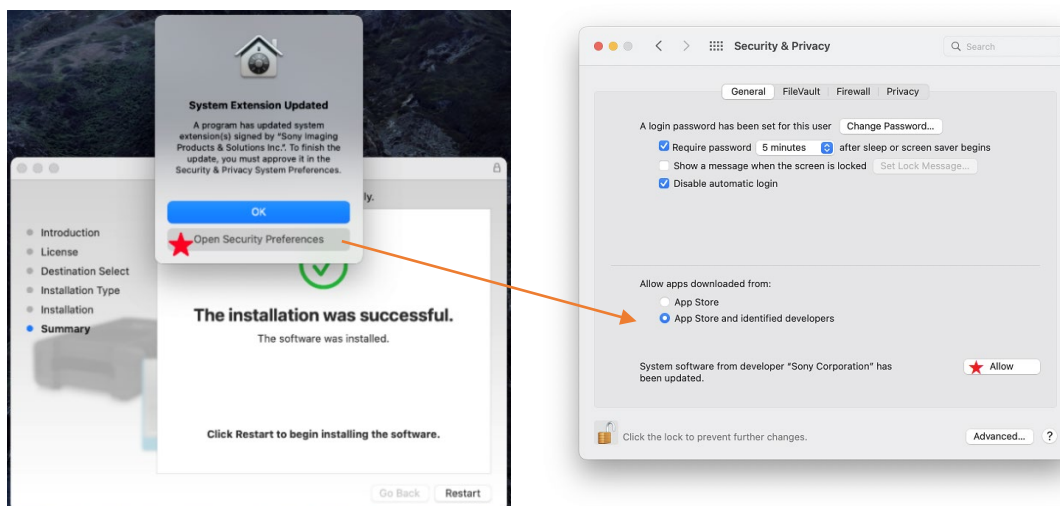 System Extension Updated
A program has updated system
extension(s) signed by "Sony Imaging
Products & Solutions Inc.". To finish the
update, you must approve it in the
Security & Privacy System Preferences.
OK
Open Security Preferences
ly.
Introduction
License
Destination Select
Installation Type
Installation
Summary
The installation was successful.
The software was installed.
Click Restart to begin installing the software.
Go Back Restart
Security & Privacy
Search
General FileVault Firewall Privacy
A login password has been set for this user Change Password...
Require password 5 minutes after sleep or screen saver begins
Show a message when the screen is locked Set Lock Message...
Disable automatic login
Allow apps downloaded from:
App Store
App Store and identified developers
System software from developer "Sony Corporation" has
been updated.
Allow
Click the lock to prevent further changes.
Advanced... ?